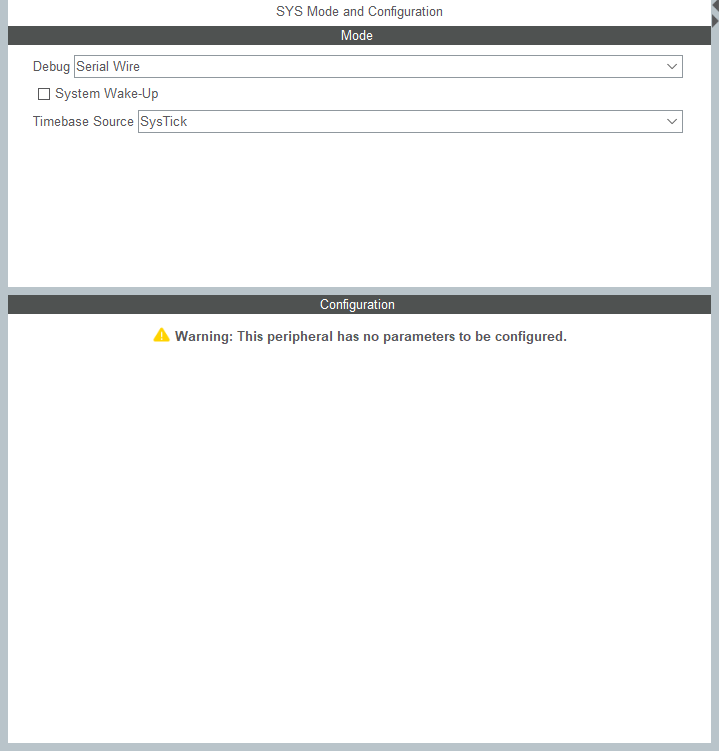 SYS Mode and Configuration
Mode
Debug Serial Wire
System Wake-Up
Timebase Source SysTick
Configuration
Warning: This peripheral has no parameters to be configured.